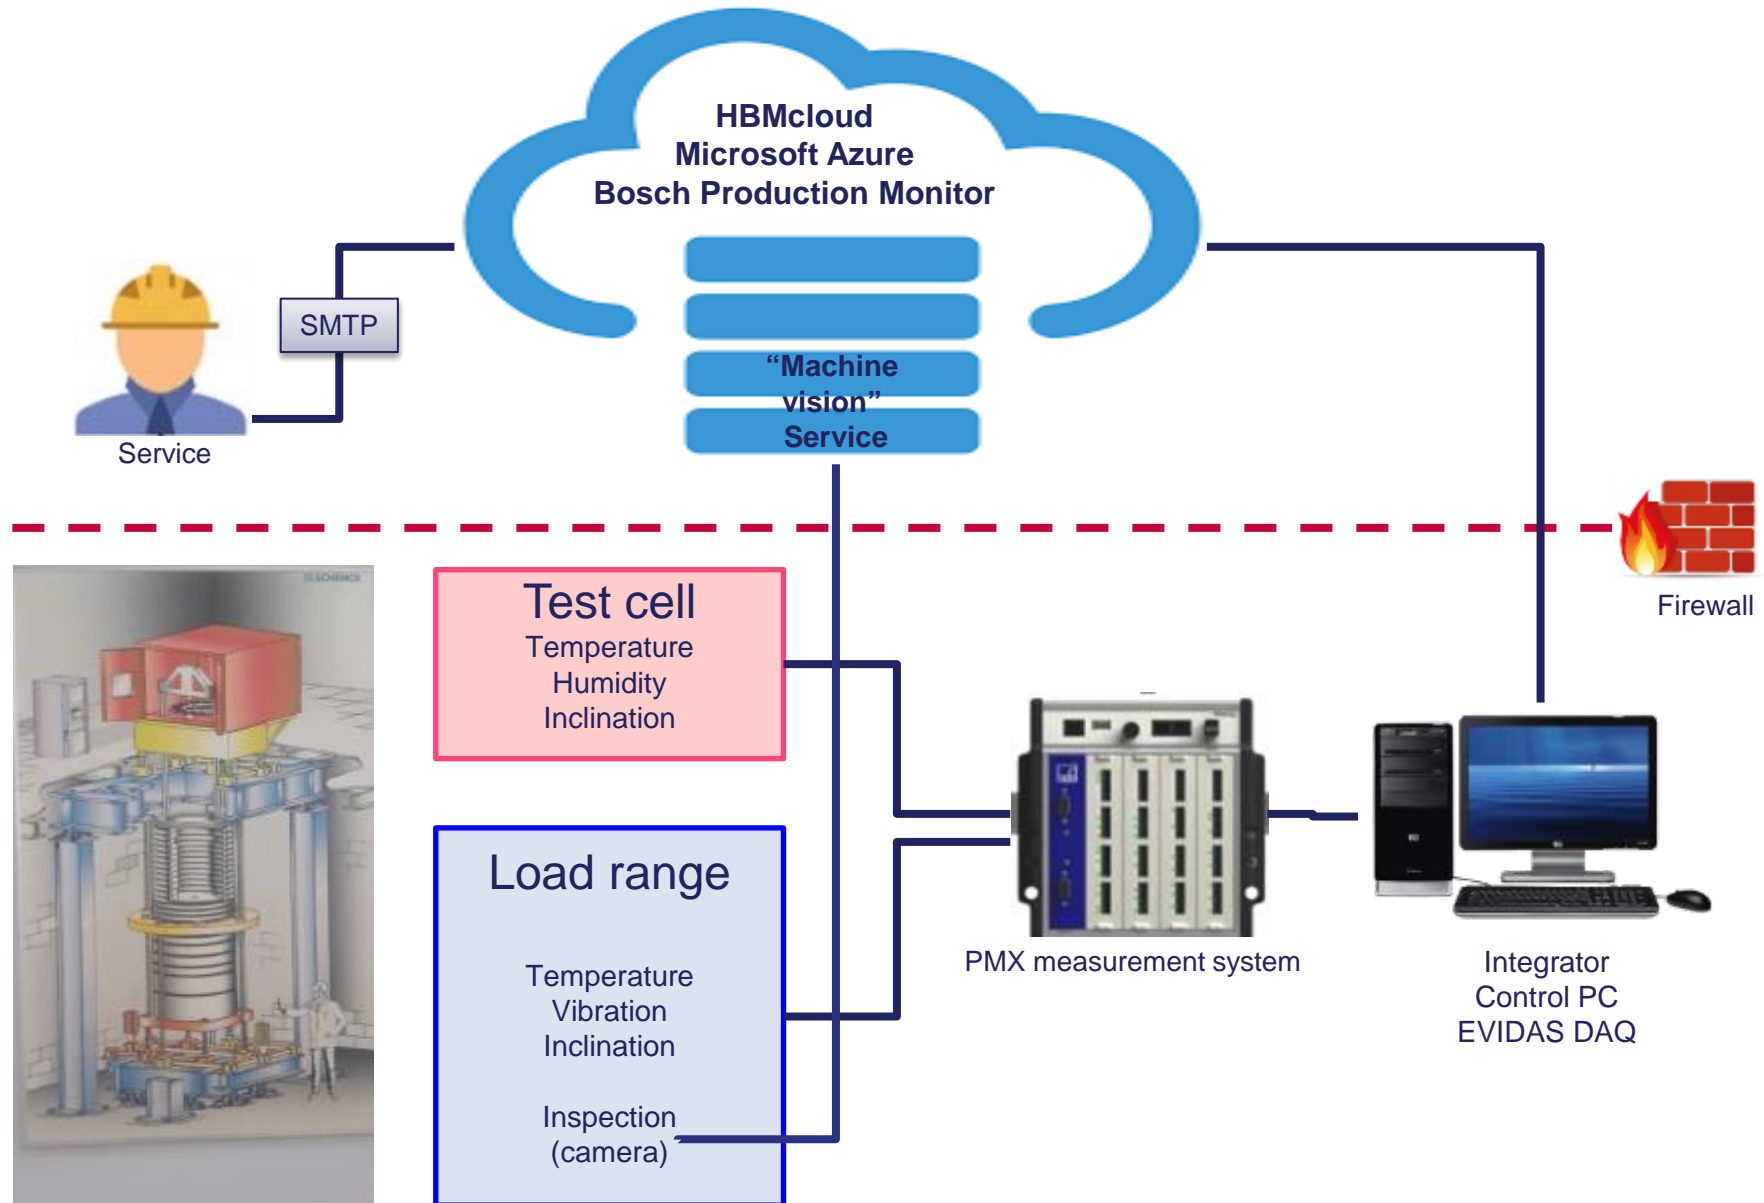 HBMcloud
Microsoft Azure
Bosch Production Monitor
SMTP
“Machine
vision”
Service
Service
Firewall
SCHENCK
Test cell
Temperature
Humidity
Inclination
Load range
Temperature
Vibration
Inclination
Inspection
(camera)
PMX measurement system
Integrator
Control PC
EVIDAS DAQ